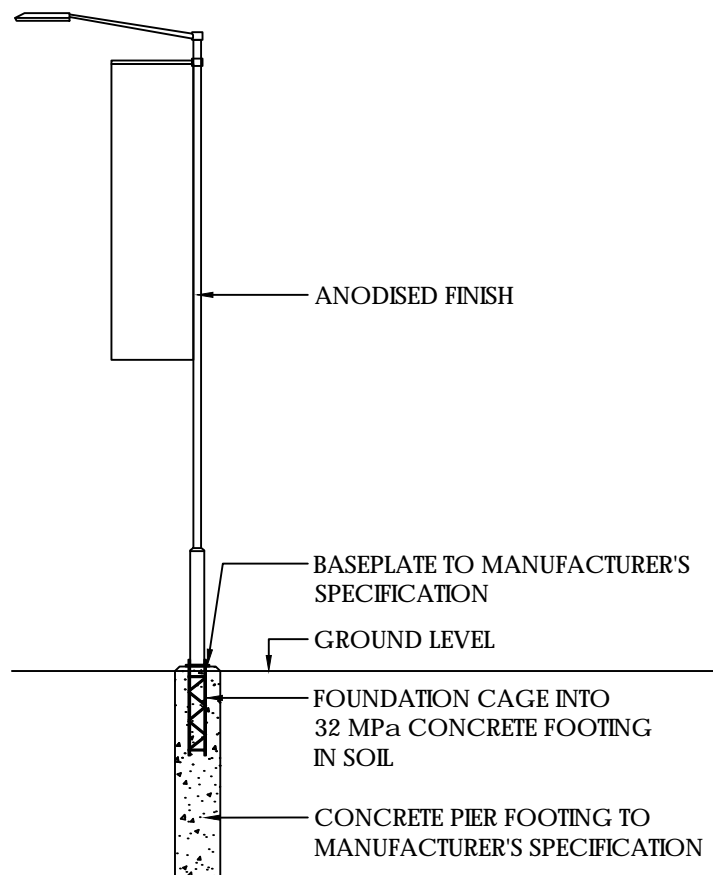 ANODISED FINISH
BASEPLATE TO MANUFACTURER'S
SPECIFICATION
GROUND LEVEL
FOUNDATION CAGE INTO
32 MPa CONCRETE FOOTING
IN SOIL
CONCRETE PIER FOOTING TO
MANUFACTURER'S SPECIFICATION